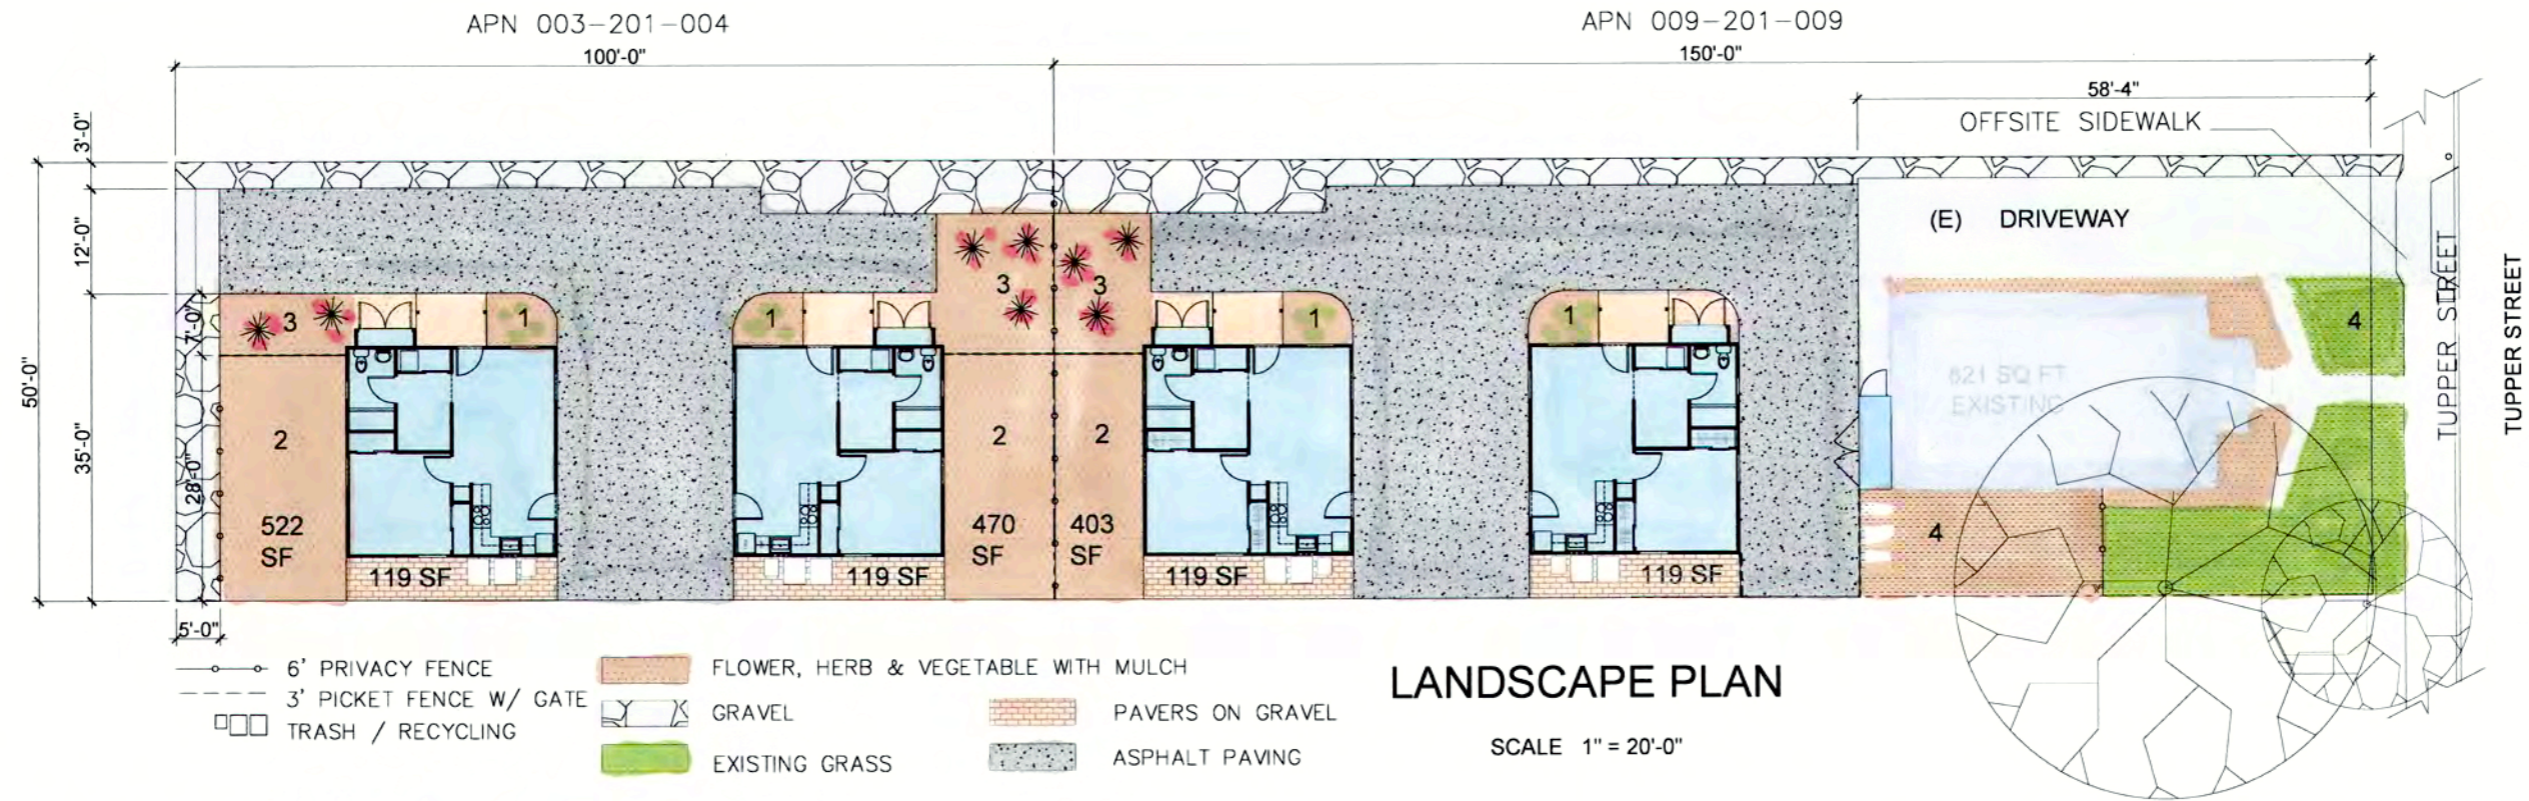 APN 003-201-004
APN 009-201-009
100'-0"
150'-0"
58'-4"
OFFSITE SIDEWALK
3'-0"
12'-0"
50'-0"
35'-0"
7'-0"
28'-0"
5'-0"
(E) DRIVEWAY
TUPPER STREET
TUPPER STREET
3
1
1
3
3
1
1
4
2
2
2
621 SQ FT
EXISTING
522
SF
470
SF
403
SF
4
119 SF
119 SF
119 SF
119 SF
6' PRIVACY FENCE
3' PICKET FENCE W/ GATE
TRASH / RECYCLING
FLOWER, HERB & VEGETABLE WITH MULCH
GRAVEL
EXISTING GRASS
PAVERS ON GRAVEL
ASPHALT PAVING
LANDSCAPE PLAN
SCALE 1" = 20'-0"